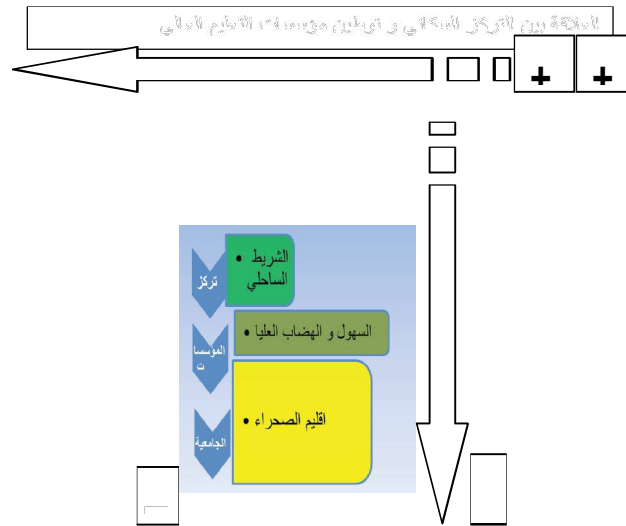 العلاقة بين التركز السكاني و توطين مؤسسات التعليم العالي
+ +
• الشريط
الساحلي
تركز
• السهول و الهضاب العليا
المؤسسا
ت
• اقليم الصحراء
الجامعية